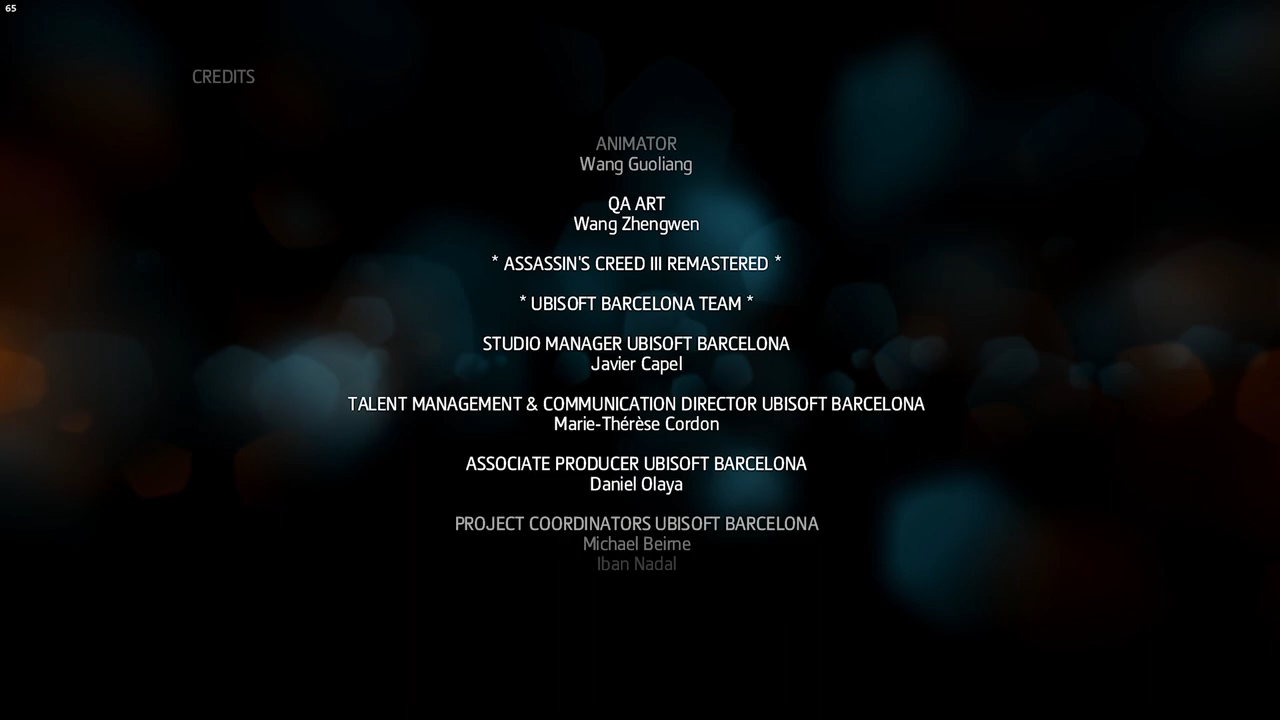 65
CREDITS
ANIMATOR
Wang Guoliang
QA ART
Wang Zhengwen
* ASSASSIN'S CREED III REMASTERED *
* UBISOFT BARCELONA TEAM *
STUDIO MANAGER UBISOFT BARCELONA
Javier Capel
TALENT MANAGEMENT & COMMUNICATION DIRECTOR UBISOFT BARCELONA
Marie-Thérèse Cordon
ASSOCIATE PRODUCER UBISOFT BARCELONA
Daniel Olaya
PROJECT COORDINATORS UBISOFT BARCELONA
Michael Beirne
Iban Nadal